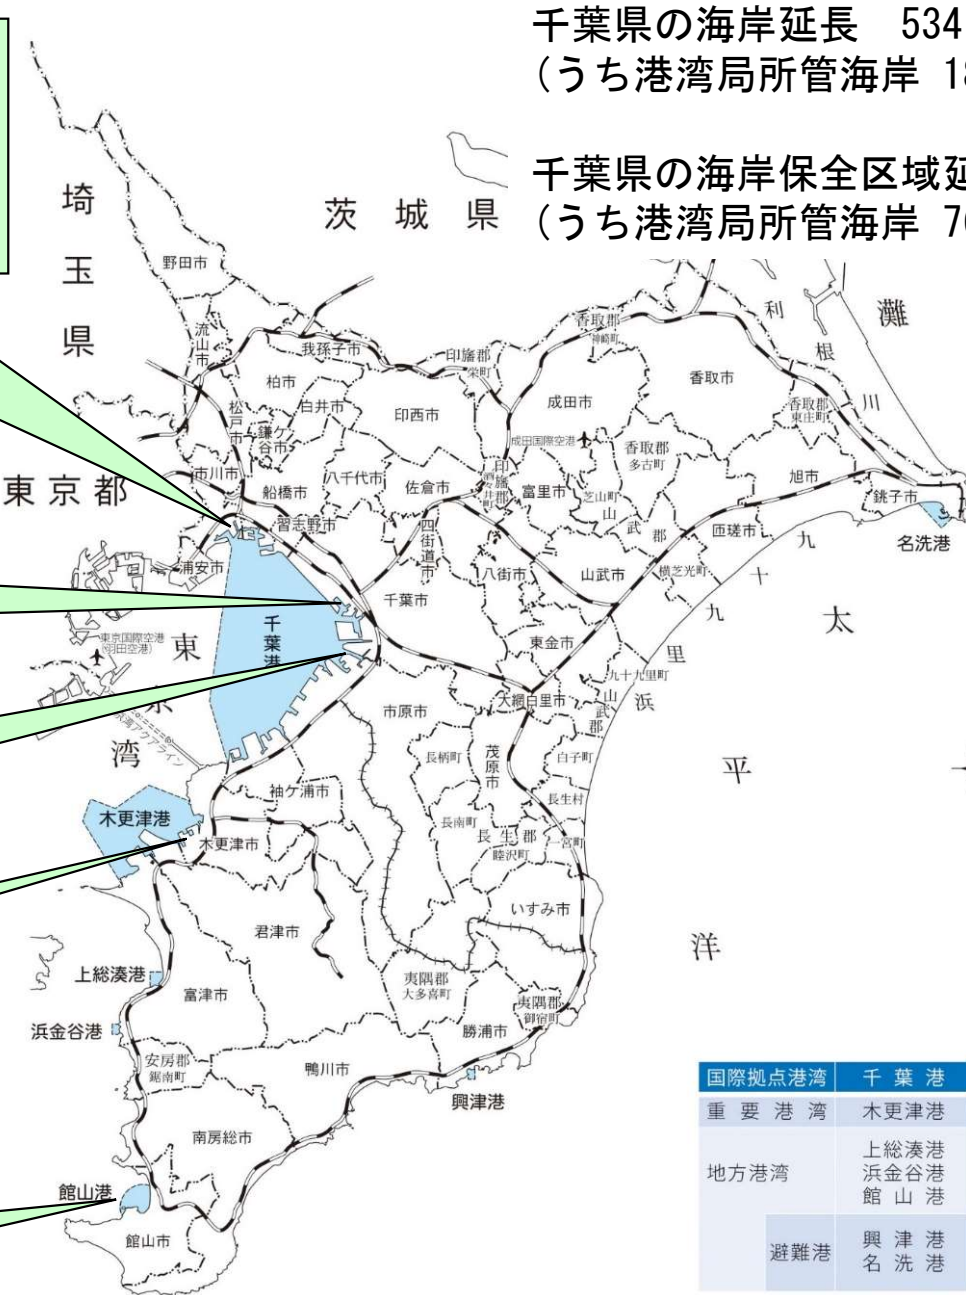 千葉県の海岸延長 534
(うち港湾局所管海岸 18
千葉県の海岸保全区域延
(うち港湾局所管海岸 7
埼玉県
茨城県
野田市
流山市
我孫子市
柏市
松戸市
鎌ケ谷市
白井市
印西市
印旛郡
栄町
香取郡
神崎町
成田市
成田国際空港
香取市
利根川
灘
香取郡
東庄町
香取郡
多古町
旭市
銚子市
名洗港
東京都
市川市
船橋市
八千代市
佐倉市
印旛郡
酒々井町
富里市
芝山町
山武郡
匝瑳市
横芝光町
習志野市
四街道市
八街市
山武市
浦安市
千葉市
東金市
九十九里浜
太平洋
東京国際空港
(羽田空港)
東京湾
千葉港
九十九里町
大網白里市
山武郡
市原市
長柄町
茂原市
白子町
長生村
袖ケ浦市
木更津港
木更津市
長南町
長生郡
睦沢町
一宮町
いすみ市
君津市
上総湊港
富津市
夷隅郡
大多喜町
夷隅郡
御宿町
浜金谷港
勝浦市
安房郡
鋸南町
鴨川市
興津港
南房総市
館山港
館山市
国際拠点港湾 千葉港
重要港湾 木更津港
地方港湾 上総湊港
浜金谷港
館山港
避難港 興津港
名洗港